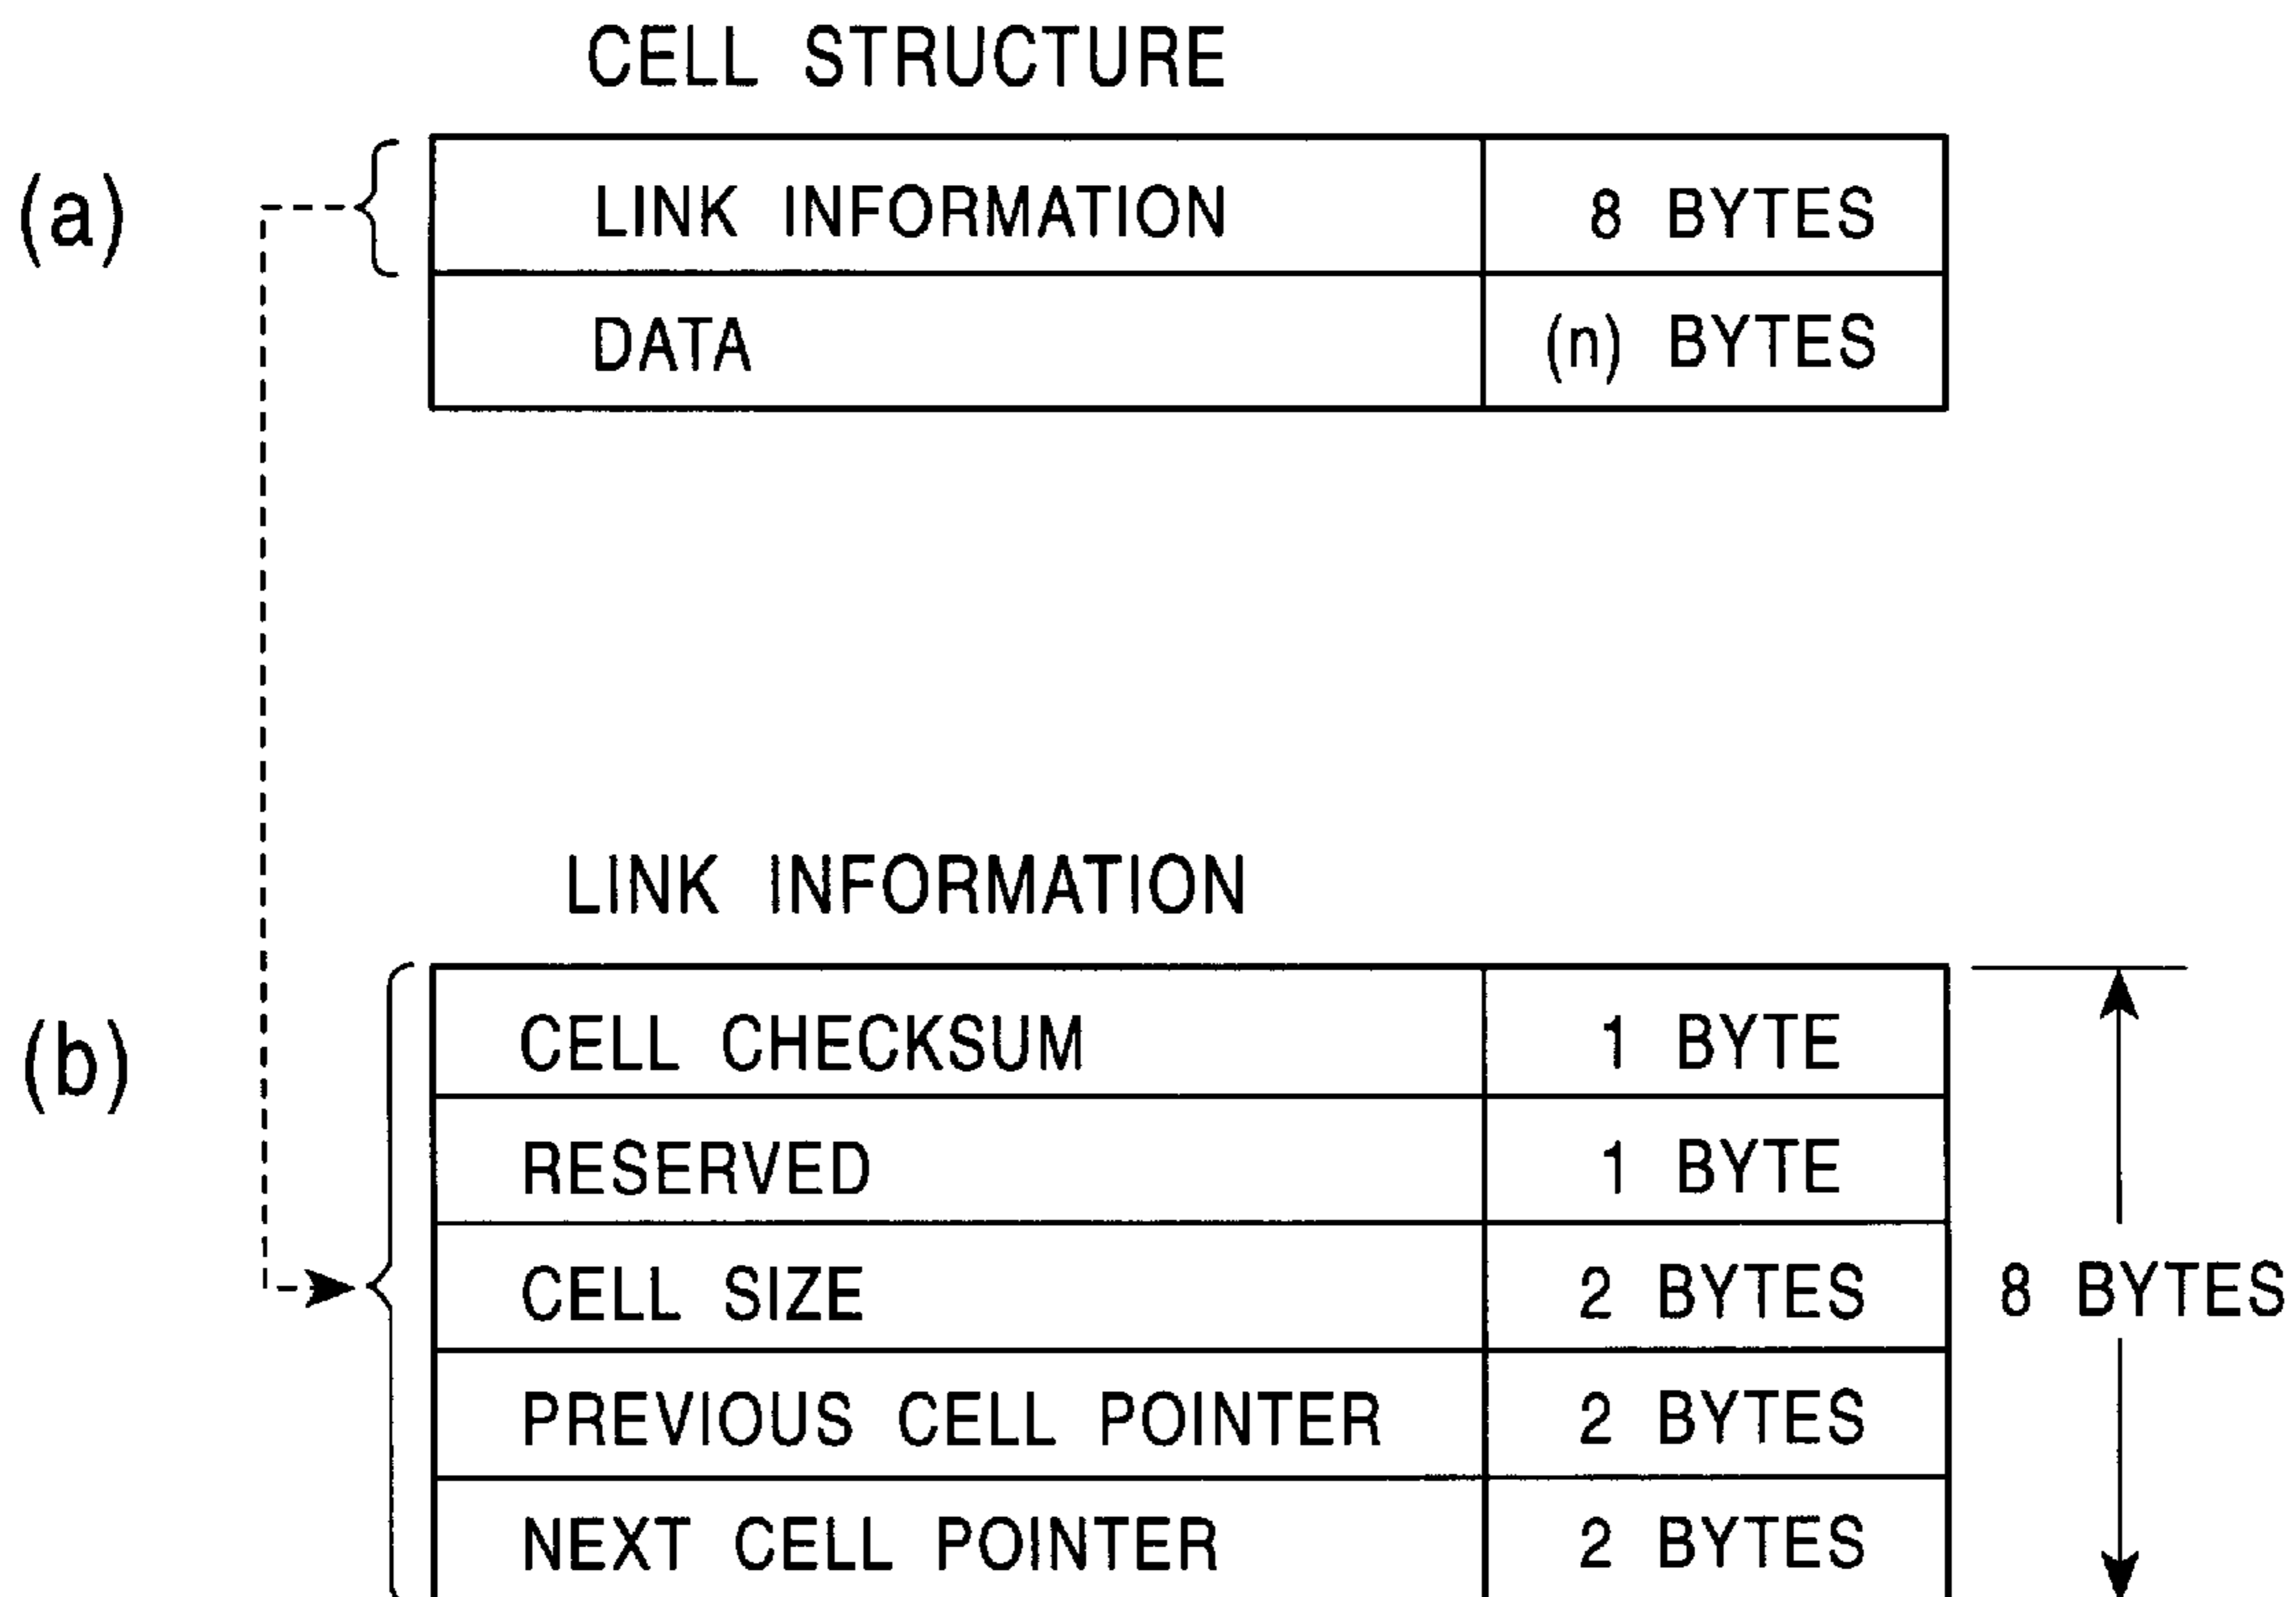 CELL STRUCTURE
(a)
LINK INFORMATION 8 BYTES
DATA (n) BYTES
LINK INFORMATION
(b)
CELL CHECKSUM 1 BYTE
RESERVED 1 BYTE
CELL SIZE 2 BYTES
8 BYTES
PREVIOUS CELL POINTER 2 BYTES
NEXT CELL POINTER 2 BYTES